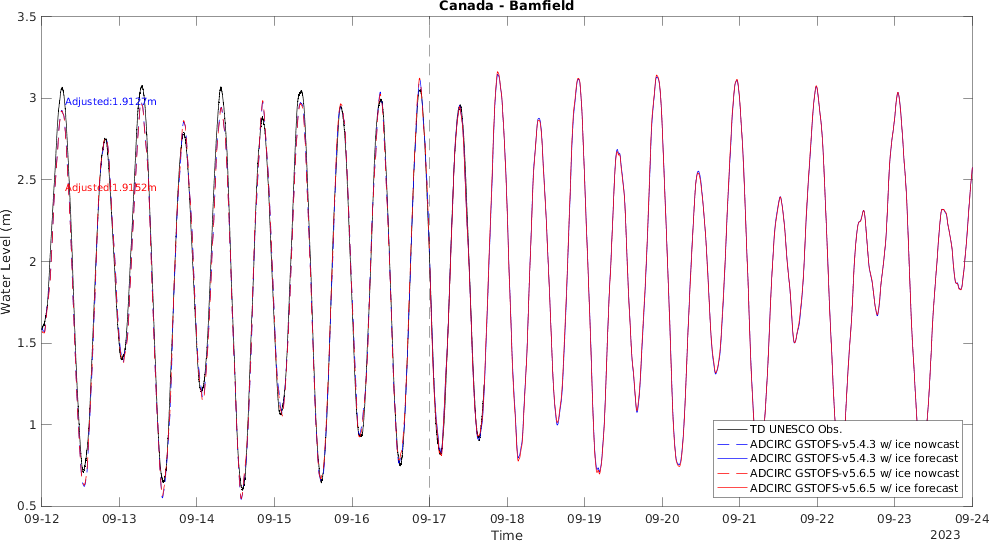 Canada - Bamfield
3.5
3
2.5
2
1.5
1
0.5
Water Level (m)
Adjusted:1.9127m
Adjusted:1.9152m
TD UNESCO Obs.
ADCIRC GSTOFS-v5.4.3 w/ ice nowcast
ADCIRC GSTOFS-v5.4.3 w/ ice forecast
ADCIRC GSTOFS-v5.6.5 w/ ice nowcast
ADCIRC GSTOFS-v5.6.5 w/ ice forecast
09-12 09-13 09-14 09-15 09-16 09-17 09-18 09-19 09-20 09-21 09-22 09-23 09-24
Time
2023